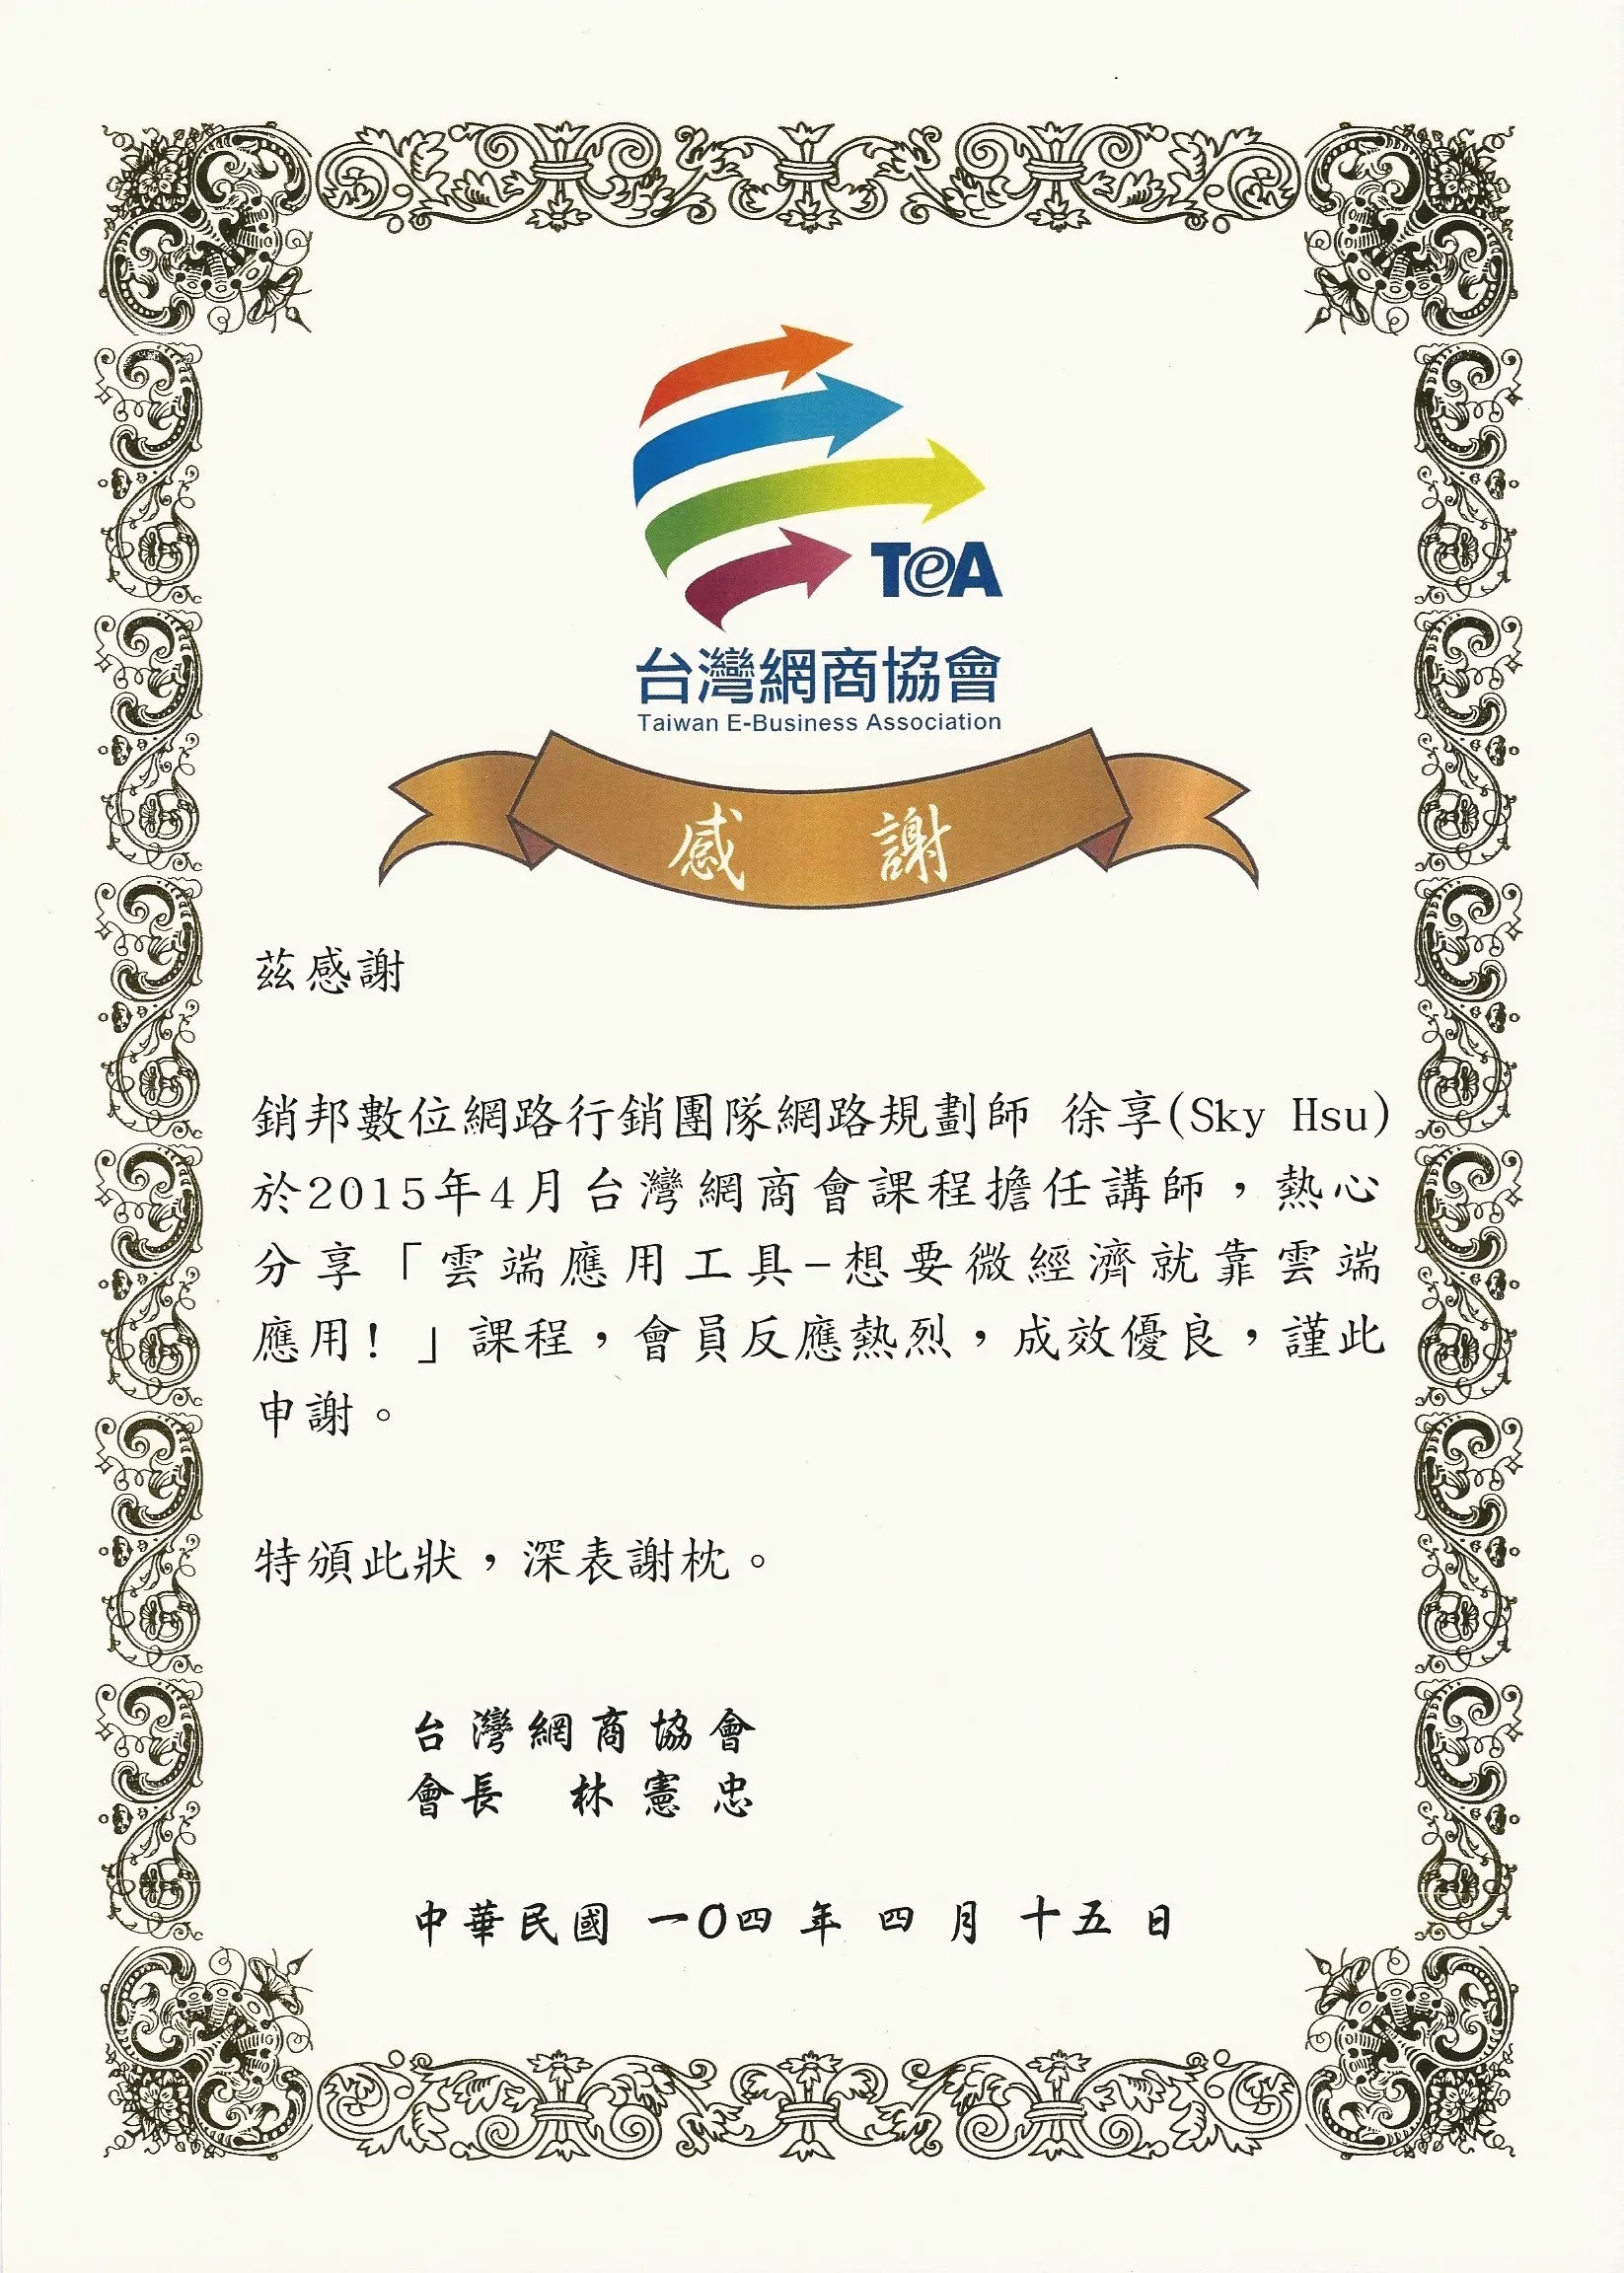 TeA
台灣網商協會
Taiwan E-Business Association
感謝
茲感謝
銷邦數位網路行銷團隊網路規劃師 徐享(Sky Hsu)
於2015年4月台灣網商會課程擔任講師，熱心
分享「雲端應用工具-想要微經濟就靠雲端
應用!」課程，會員反應熱烈，成效優良，謹此
申謝。
特頒此狀，深表謝枕。
台灣網商協會
會長 林憲忠
中華民國 一0四 年 四 月 十五 日